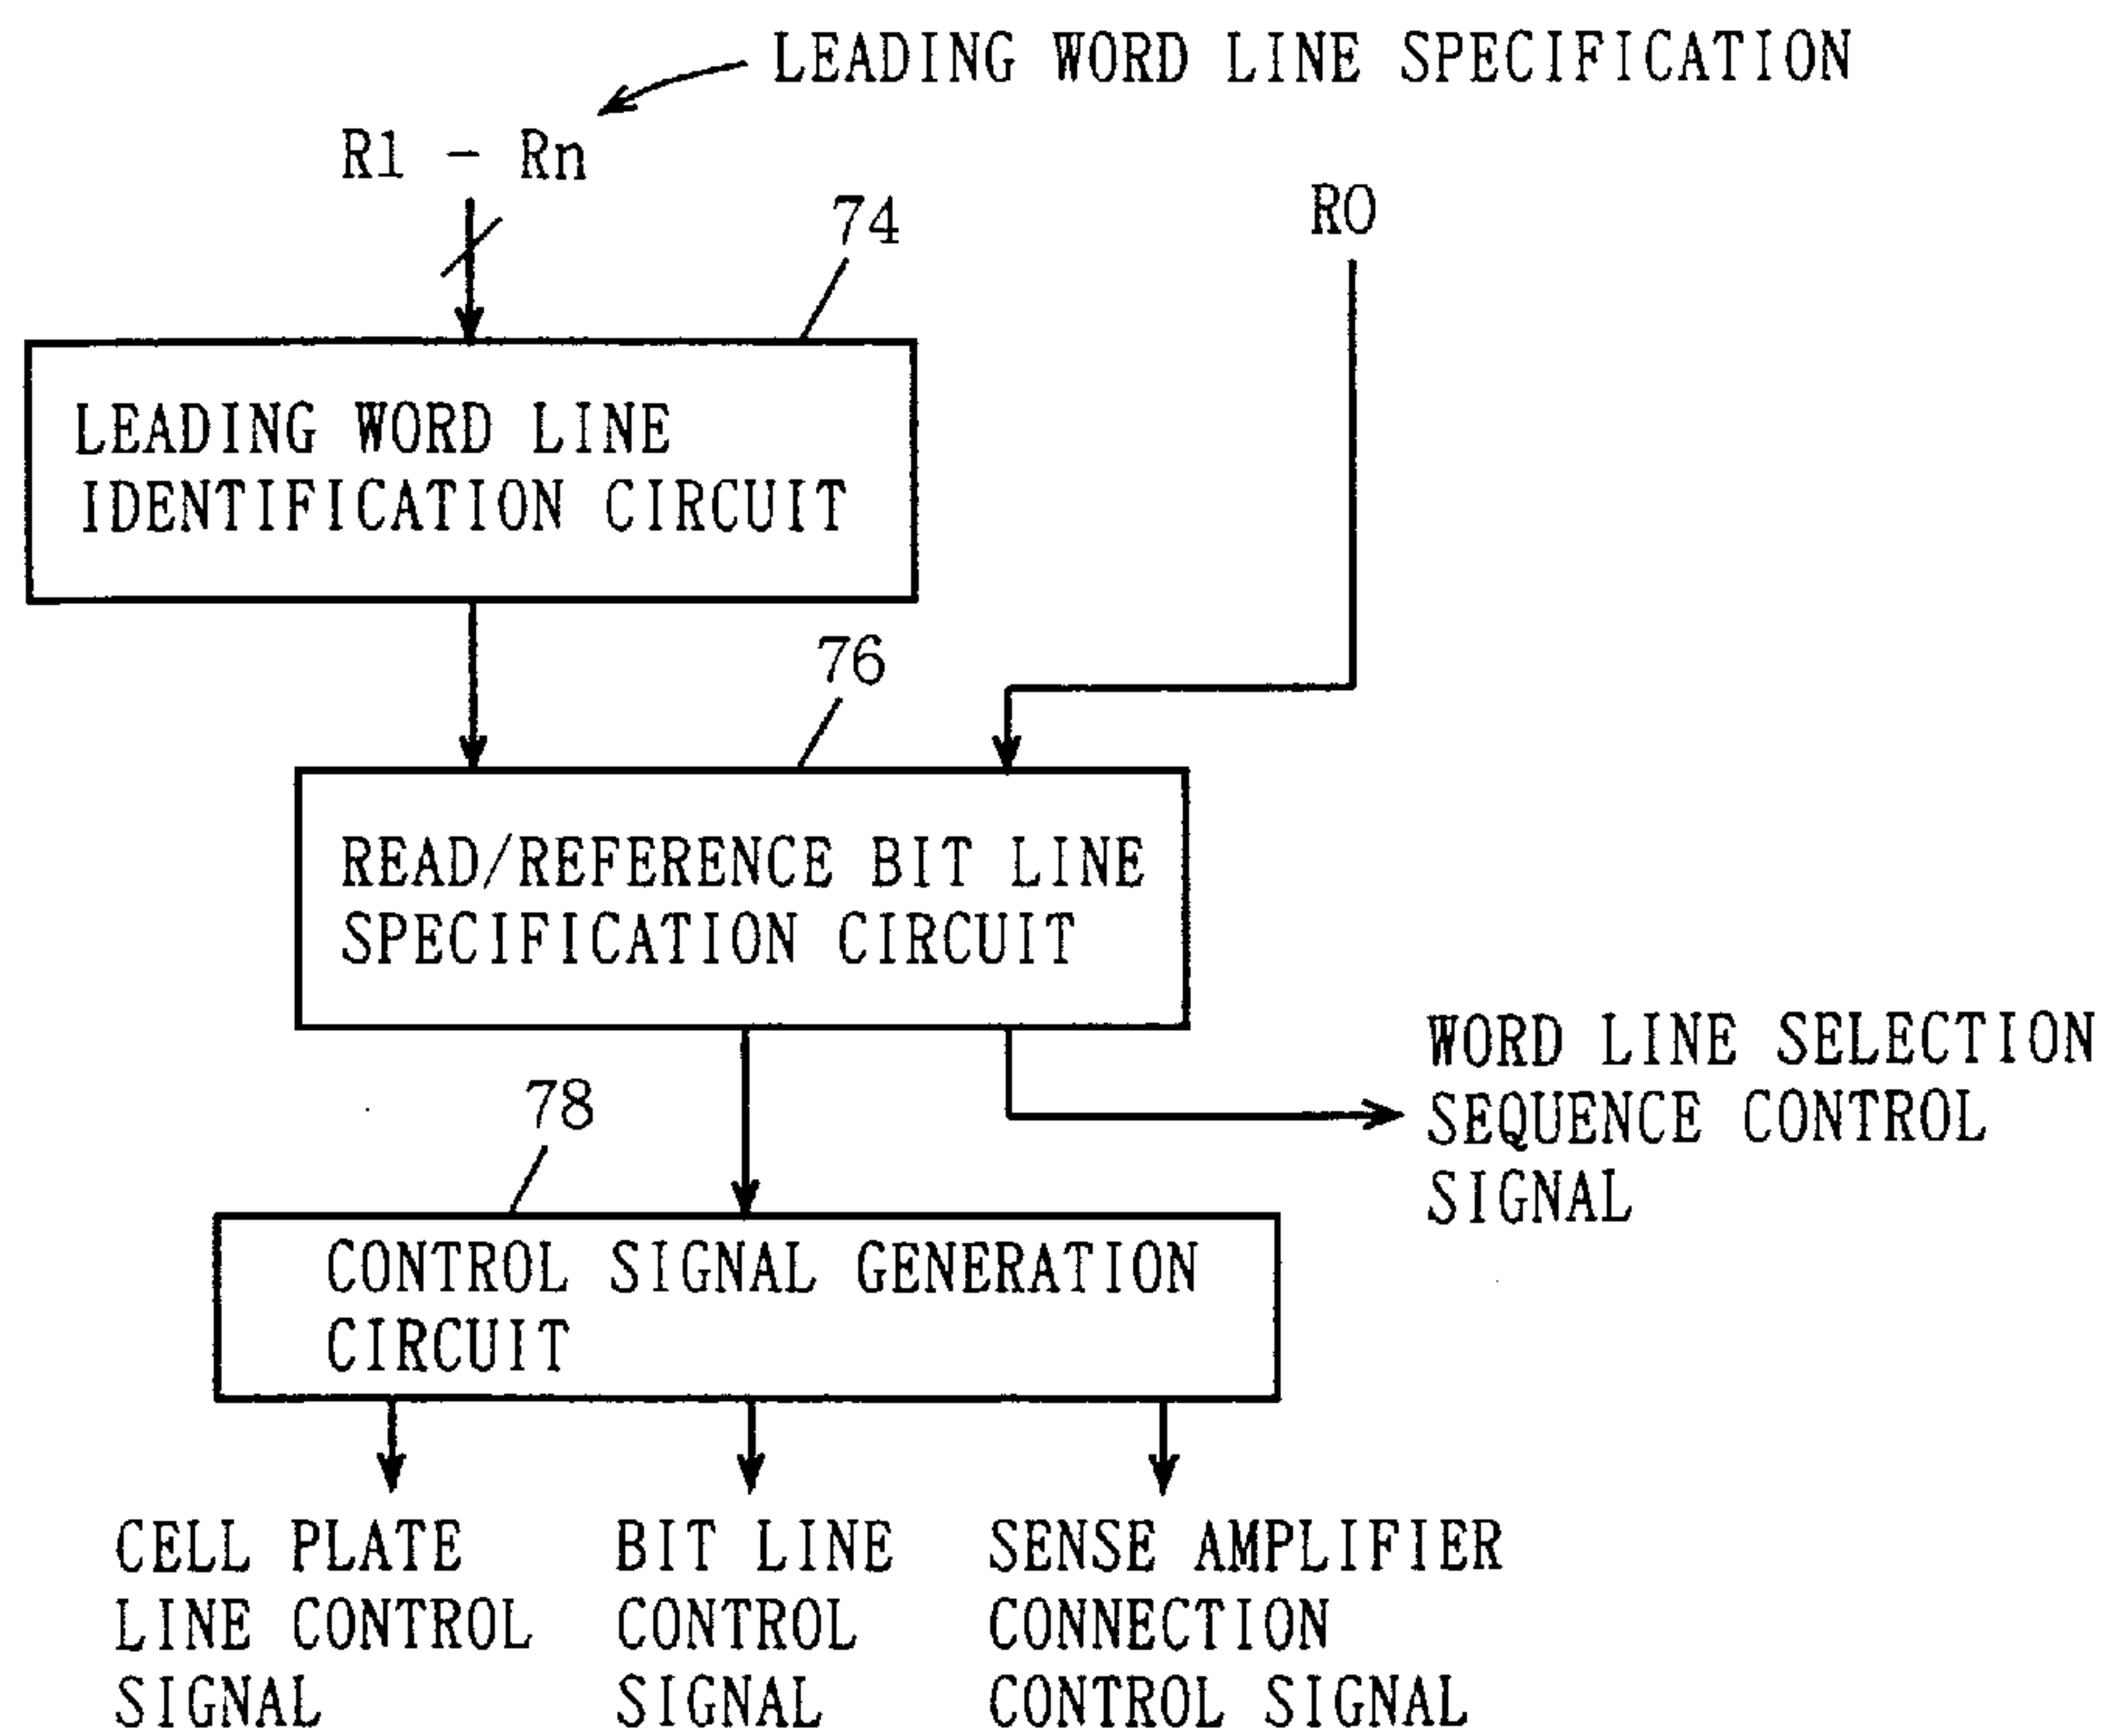 LEADING WORD LINE SPECIFICATION
R1 - Rn
74
R0
LEADING WORD LINE
IDENTIFICATION CIRCUIT
76
READ/REFERENCE BIT LINE
SPECIFICATION CIRCUIT
WORD LINE SELECTION
SEQUENCE CONTROL
SIGNAL
78
CONTROL SIGNAL GENERATION
CIRCUIT
CELL PLATE
LINE CONTROL
SIGNAL
BIT LINE
CONTROL
SIGNAL
SENSE AMPLIFIER
CONNECTION
CONTROL SIGNAL